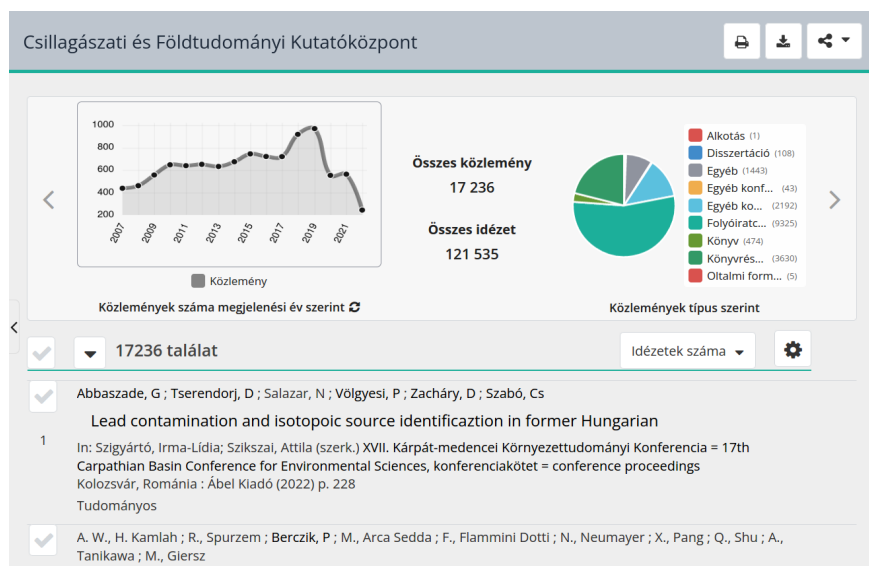 Csillagászati és Földtudományi Kutatóközpont
1000
800
600
400
200
2007
2009
2011
2013
2015
2017
2019
2021
Közlemény
Közlemények száma megjelenési év szerint
Összes közlemény
17 236
Összes idézet
121 535
Alkotás (1)
Disszertáció (108)
Egyéb (1443)
Egyéb konf... (43)
Egyéb ko... (2192)
Folyóiratc... (9325)
Könyv (474)
Könyvrés... (3630)
Oltalmi form... (5)
Közlemények típus szerint
17236 találat
Idézetek száma
Abbaszade, G ; Tserendorj, D ; Salazar, N ; Völgyesi, P ; Zacháry, D ; Szabó, Cs
Lead contamination and isotopoic source identificaztion in former Hungarian
1
In: Szigyártó, Irma-Lídia; Szikszai, Attila (szerk.) XVII. Kárpát-medencei Környezettudományi Konferencia = 17th
Carpathian Basin Conference for Environmental Sciences, konferenciakötet = conference proceedings
Kolozsvár, Románia : Ábel Kiadó (2022) p. 228
Tudományos
A. W., H. Kamlah ; R., Spurzem ; Berczik, P ; M., Arca Sedda ; F., Flammini Dotti ; N., Neumayer ; X., Pang ; Q., Shu ; A.,
Tanikawa ; M., Giersz